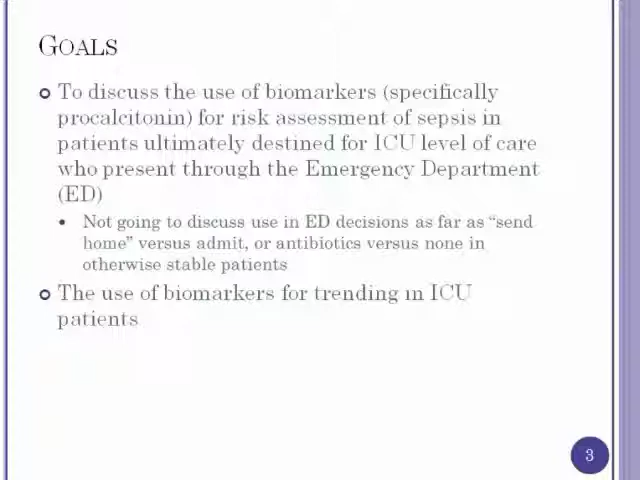 GOALS
To discuss the use of biomarkers (specifically
procalcitonin) for risk assessment of sepsis in
patients ultimately destined for ICU level of care
who present through the Emergency Department
(ED)
Not going to discuss use in ED decisions as far as “send
home” versus admit, or antibiotics versus none in
otherwise stable patients
The use of biomarkers for trending in ICU
patients
3